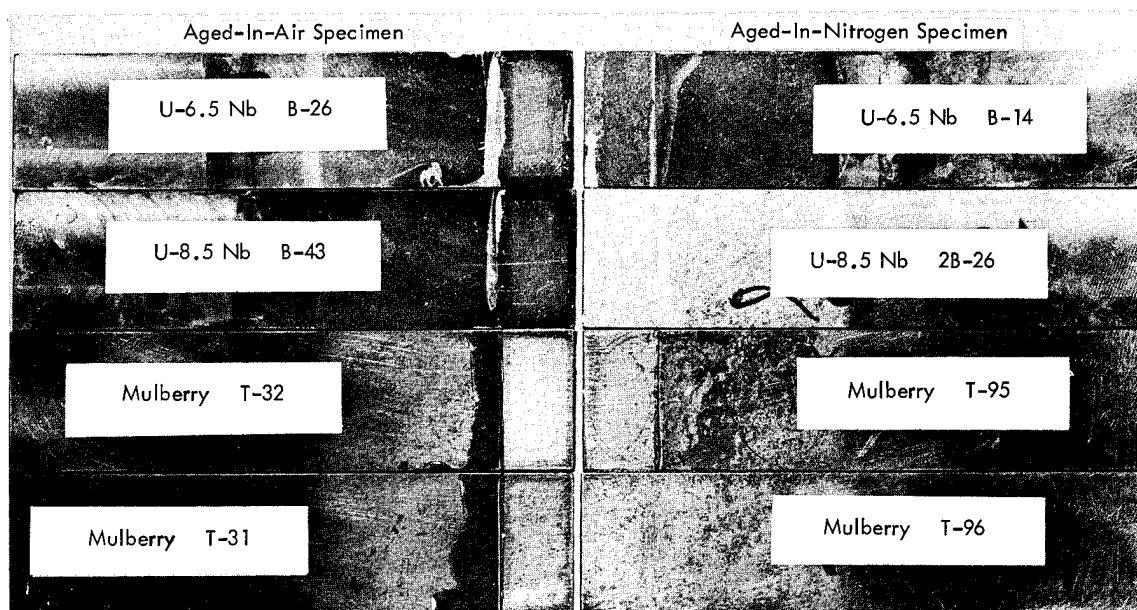 Aged-In-Air Specimen
Aged-In-Nitrogen Specimen
U-6.5 Nb B-26
U-6.5 Nb B-14
U-8.5 Nb B-43
U-8.5 Nb 2B-26
Mulberry T-32
Mulberry T-95
Mulberry T-31
Mulberry T-96